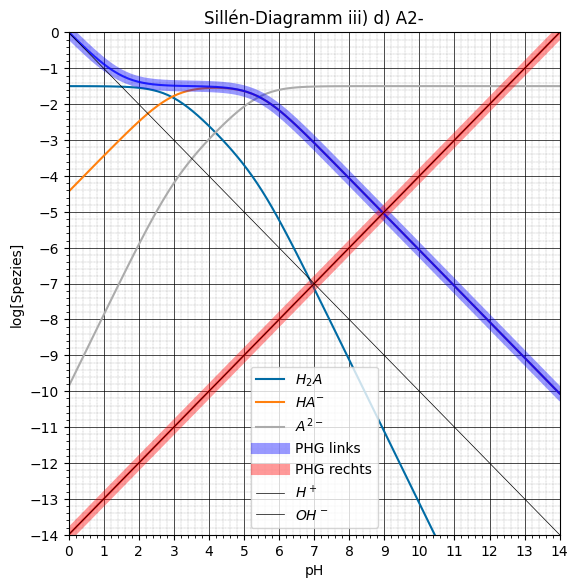 Sillén-Diagramm iii) d) A2-
log[Spezies]
0
−1
−2
−3
−4
−5
−6
−7
−8
−9
−10
−11
−12
−13
−14
H₂A
HA⁻
A²⁻
PHG links
PHG rechts
H⁺
OH⁻
0 1 2 3 4 5 6 7 8 9 10 11 12 13 14
pH